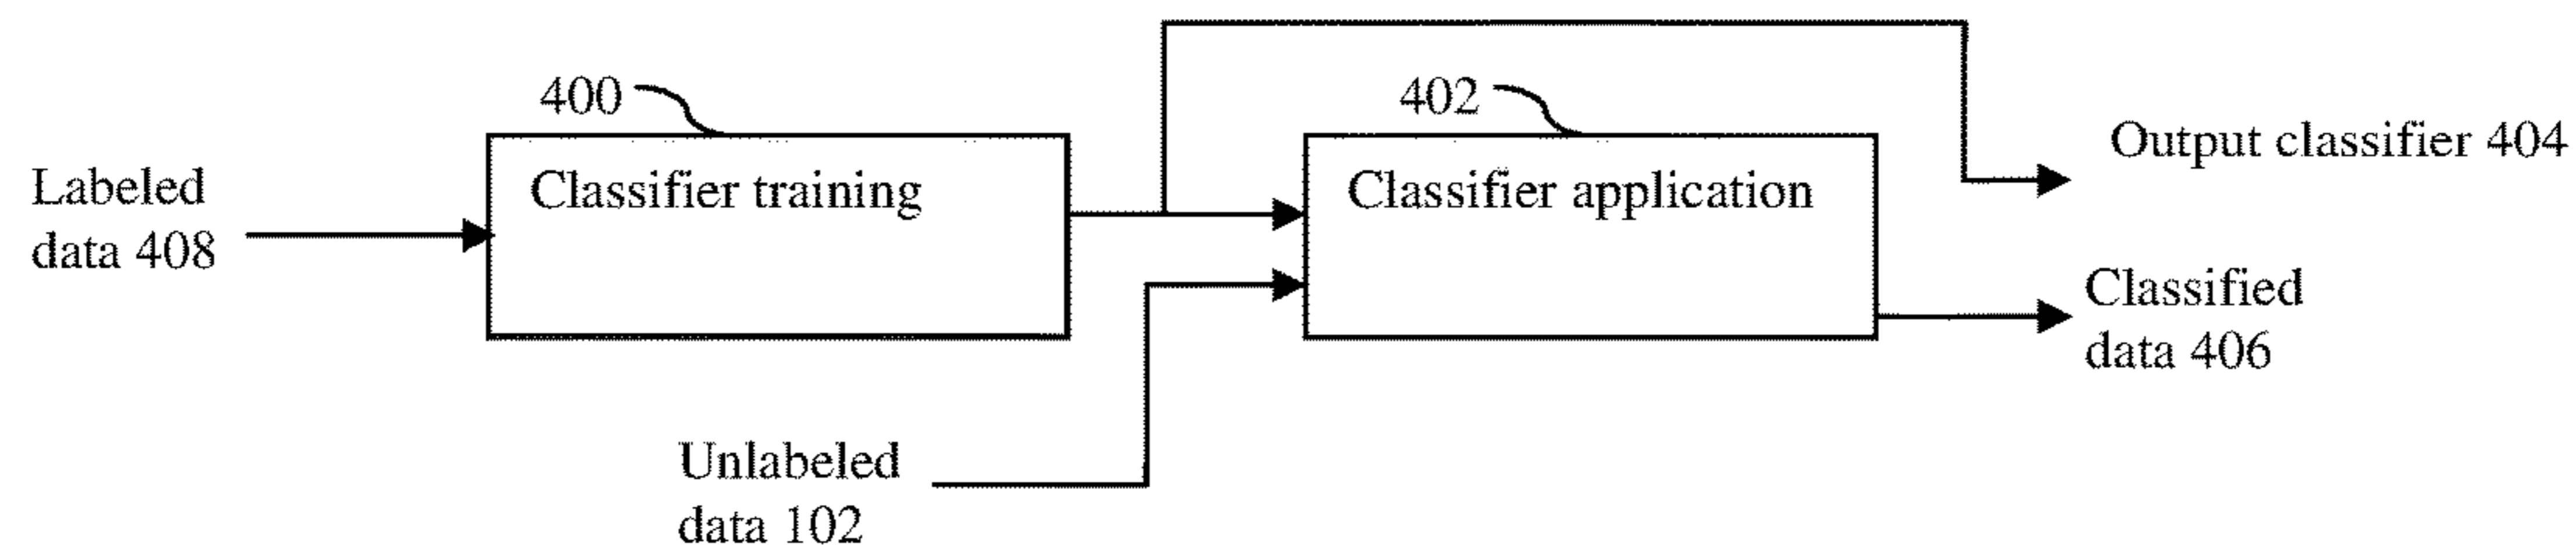 400
402
Output classifier 404
Labeled
data 408
Classifier training
Classifier application
Classified
data 406
Unlabeled
data 102